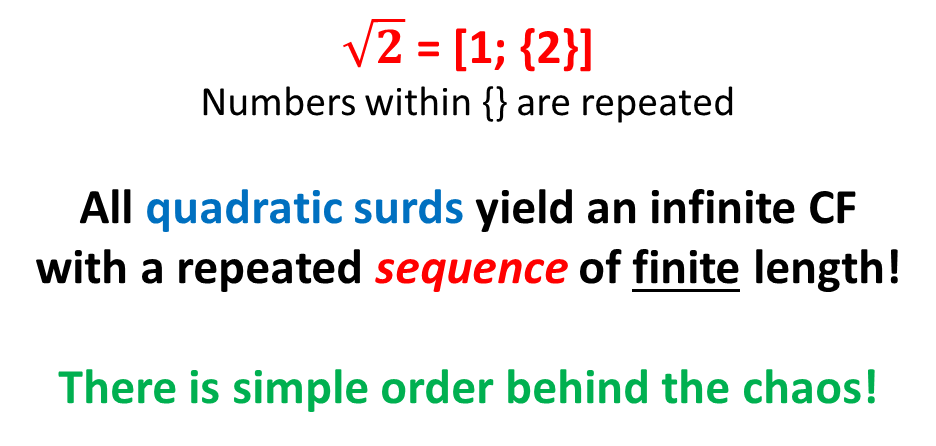 √2 = [1; {2}]
Numbers within {} are repeated
All quadratic surds yield an infinite CF
with a repeated sequence of finite length!
There is simple order behind the chaos!